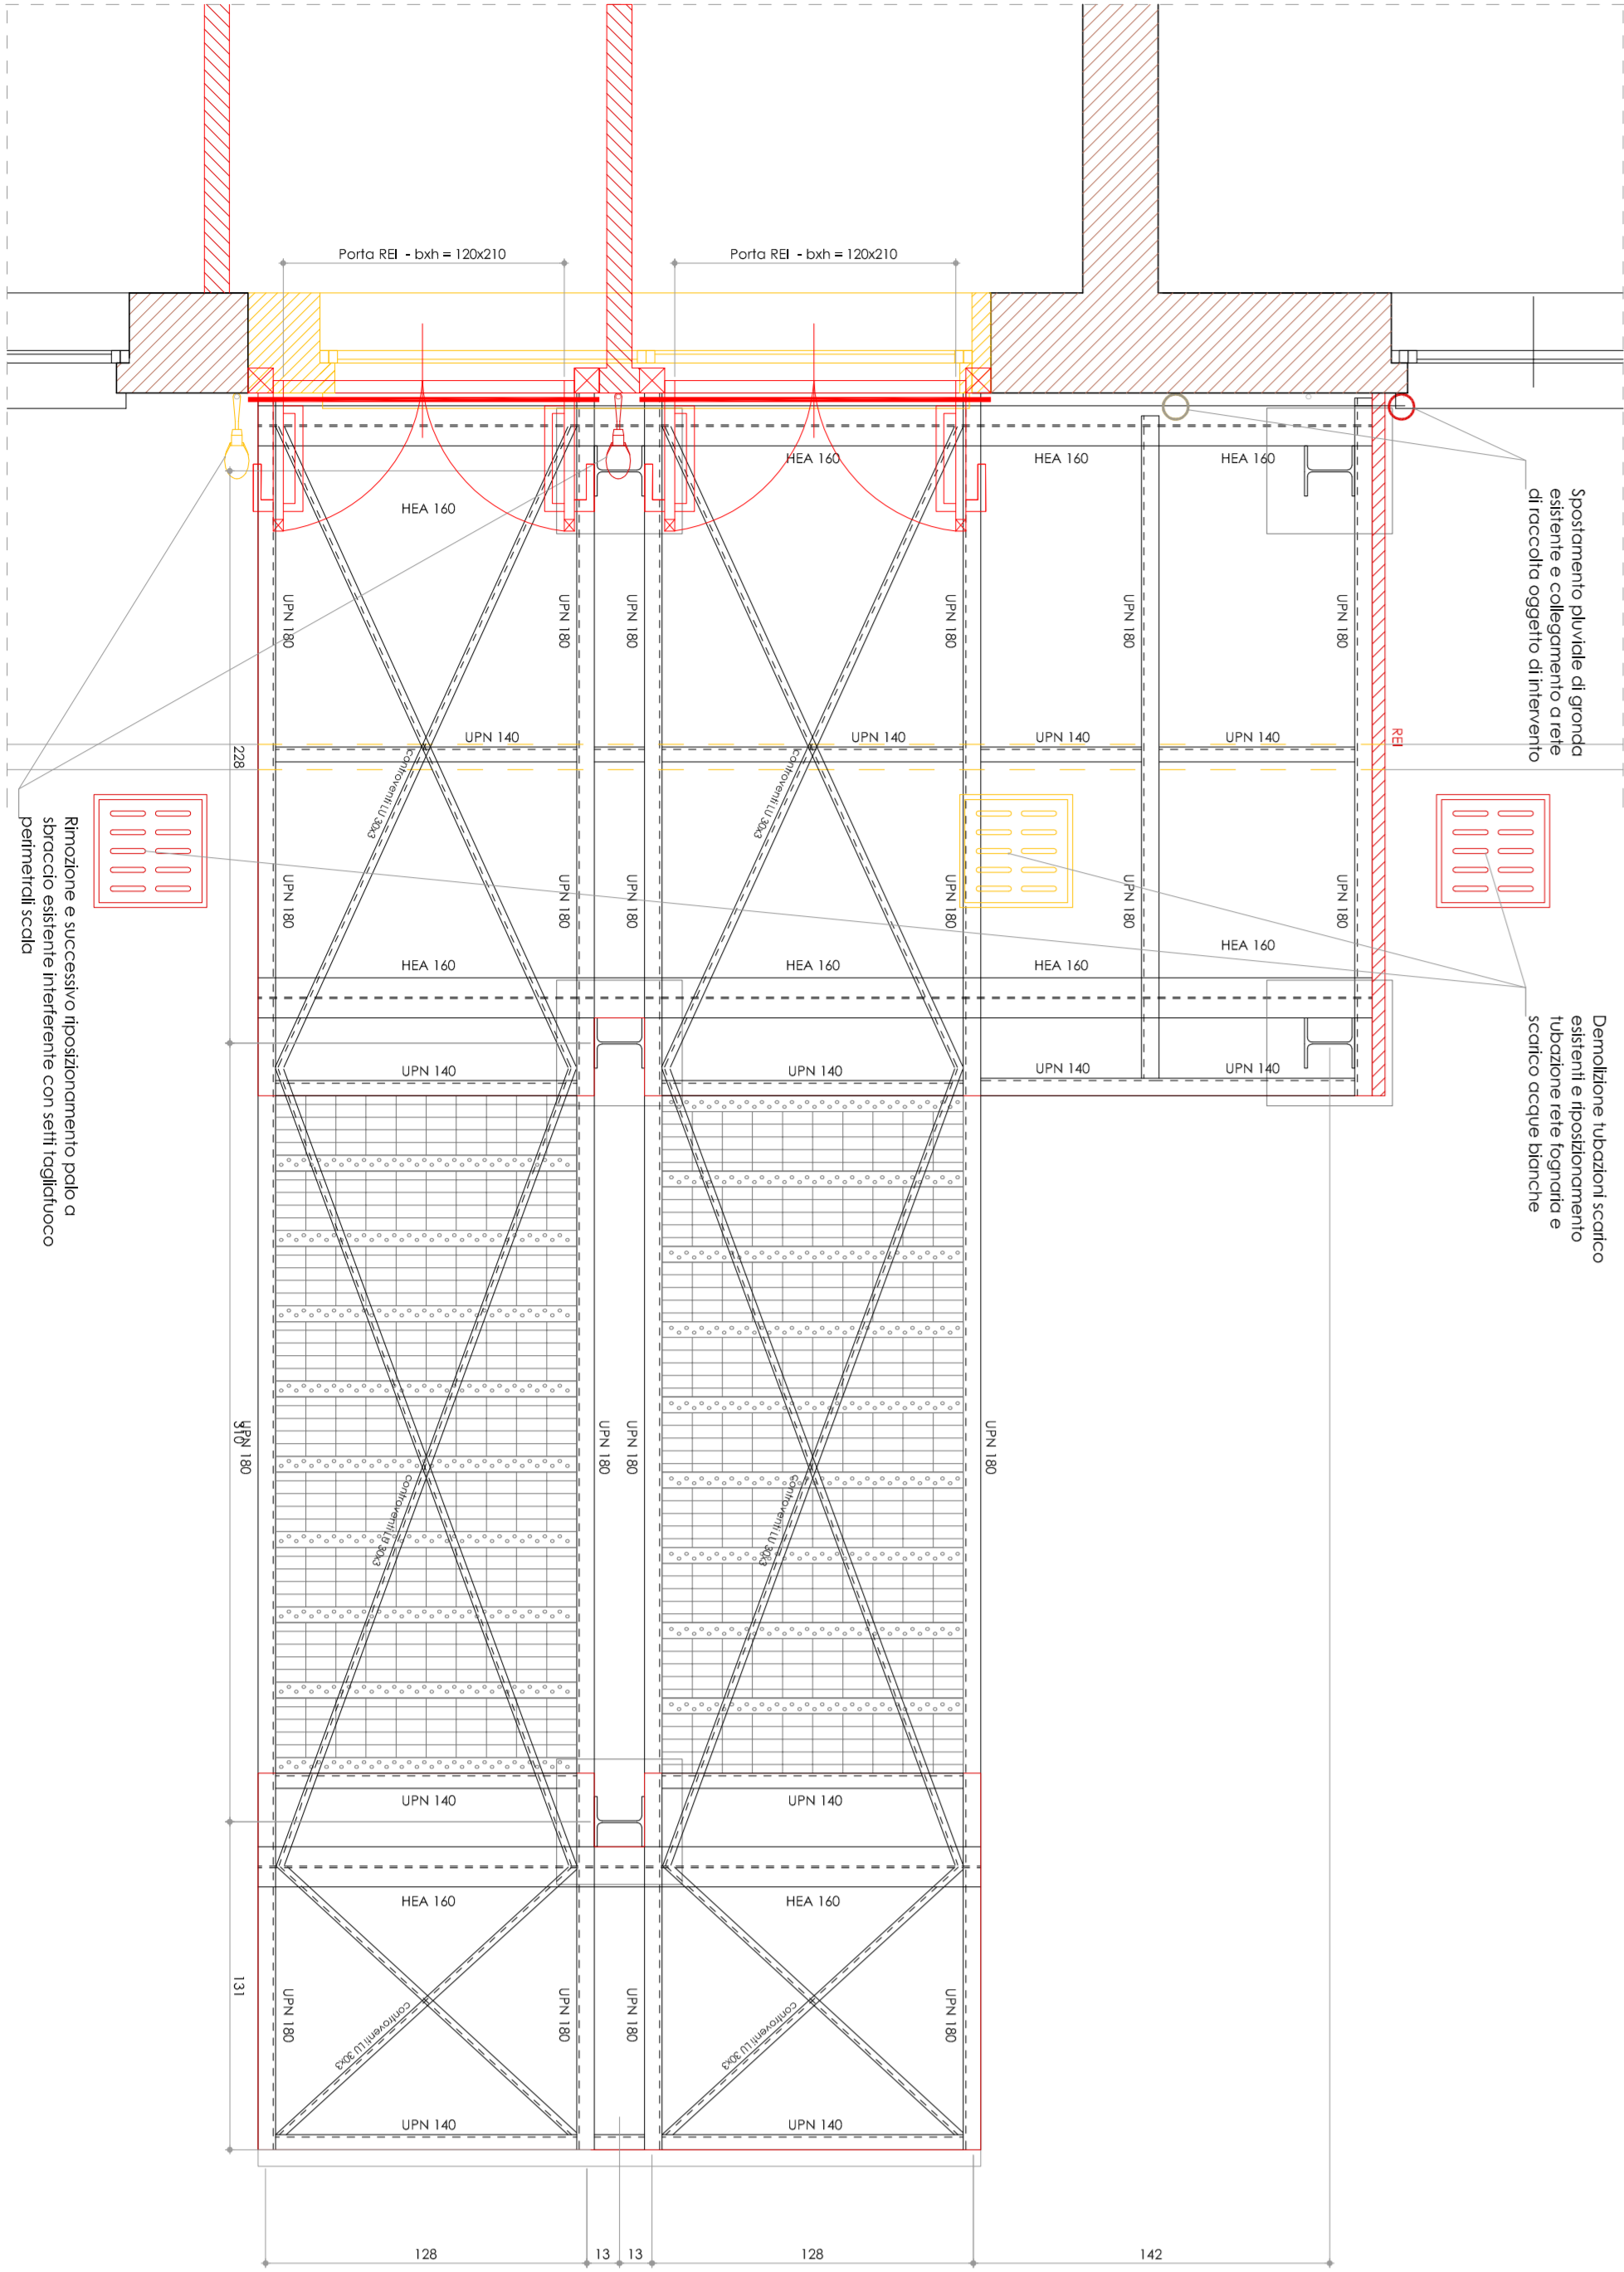 Porta REI - bxh = 120x210
Porta REI - bxh = 120x210
HEA 160
HEA 160
HEA 160
HEA 160
Spostamento pluviale di gronda
esistente e collegamento a rete
di raccolta oggetto di intervento
UPN 180
UPN 180
UPN 180
UPN 180
UPN 180
UPN 180
REI
UPN 140
UPN 140
UPN 140
UPN 140
228
controventi LU 30x3
controventi LU 30x3
Rimozione e successivo riposizionamento palo a
sbraccio esistente interferente con setti tagliafuoco
perimetrali scala
UPN 180
UPN 180
UPN 180
UPN 180
UPN 180
UPN 180
HEA 160
HEA 160
HEA 160
HEA 160
Demolizione tubazioni scarico
esistenti e riposizionamento
tubazione rete fognaria e
scarico acque bianche
UPN 140
UPN 140
UPN 140
UPN 140
310
UPN 180
UPN 180
UPN 180
UPN 180
controventi LU 30x3
controventi LU 30x3
UPN 140
UPN 140
HEA 160
HEA 160
131
UPN 180
UPN 180
UPN 180
UPN 180
controventi LU 30x3
controventi LU 30x3
UPN 140
UPN 140
128
13
13
128
142